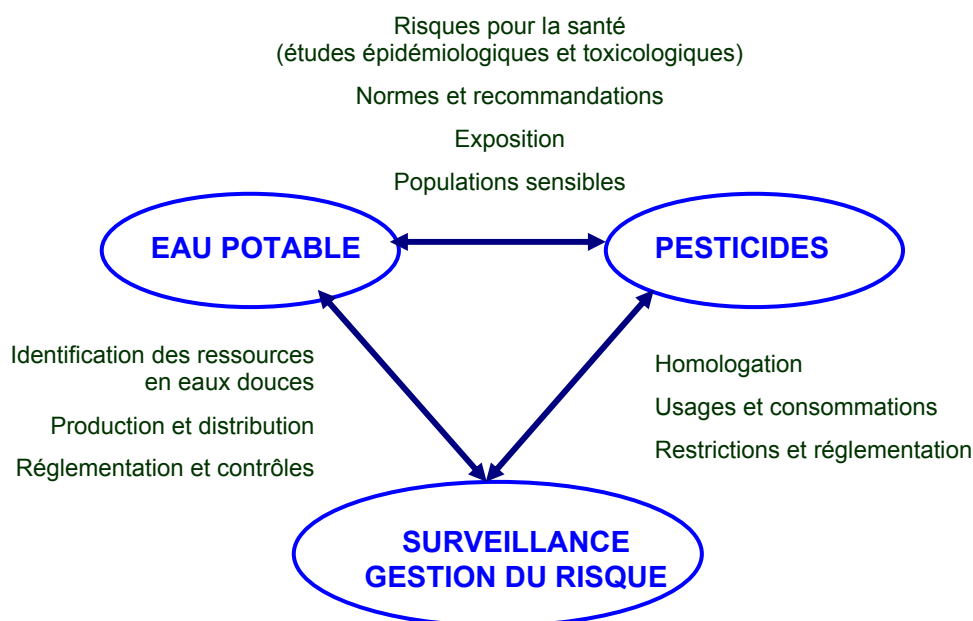 Risques pour la santé
(études épidémiologiques et toxicologiques)
Normes et recommandations
Exposition
Populations sensibles
EAU POTABLE
PESTICIDES
Identification des ressources
en eaux douces
Production et distribution
Réglementation et contrôles
Homologation
Usages et consommations
Restrictions et réglementation
SURVEILLANCE
GESTION DU RISQUE